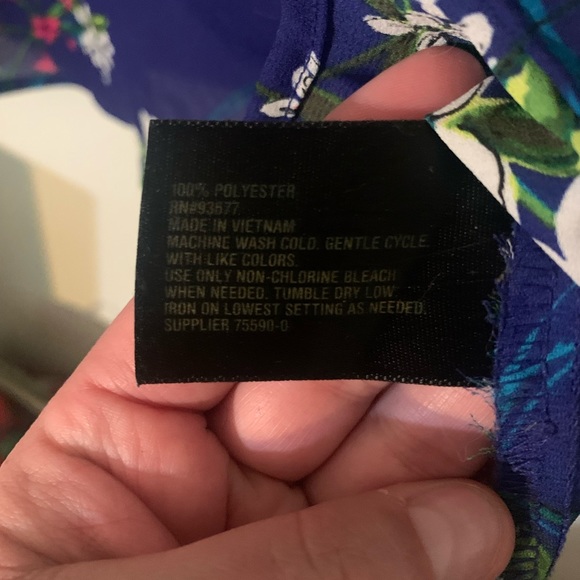 100% POLYESTER
RN#93677
MADE IN VIETNAM
MACHINE WASH COLD. GENTLE CYCLE.
WITH LIKE COLORS.
USE ONLY NON-CHLORINE BLEACH
WHEN NEEDED. TUMBLE DRY LOW.
IRON ON LOWEST SETTING AS NEEDED.
SUPPLIER 75590-0